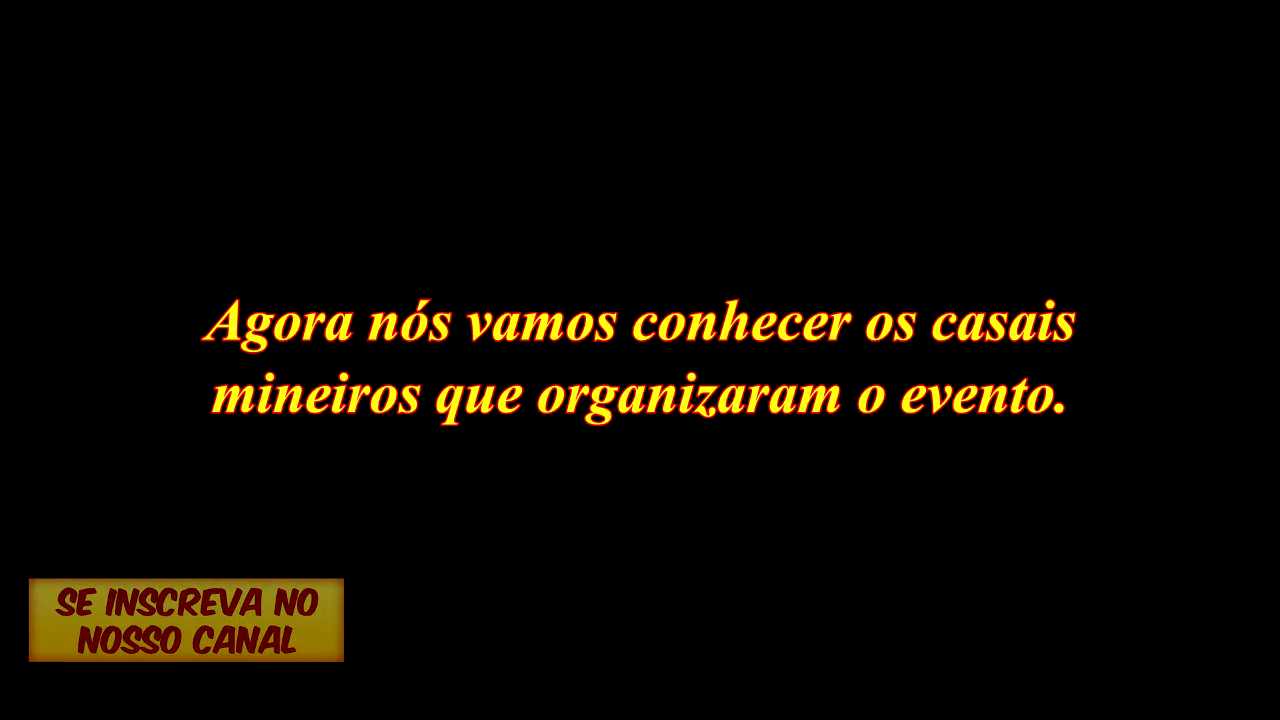 Agora nós vamos conhecer os casais
mineiros que organizaram o evento.
SE INSCREVA NO
NOSSO CANAL